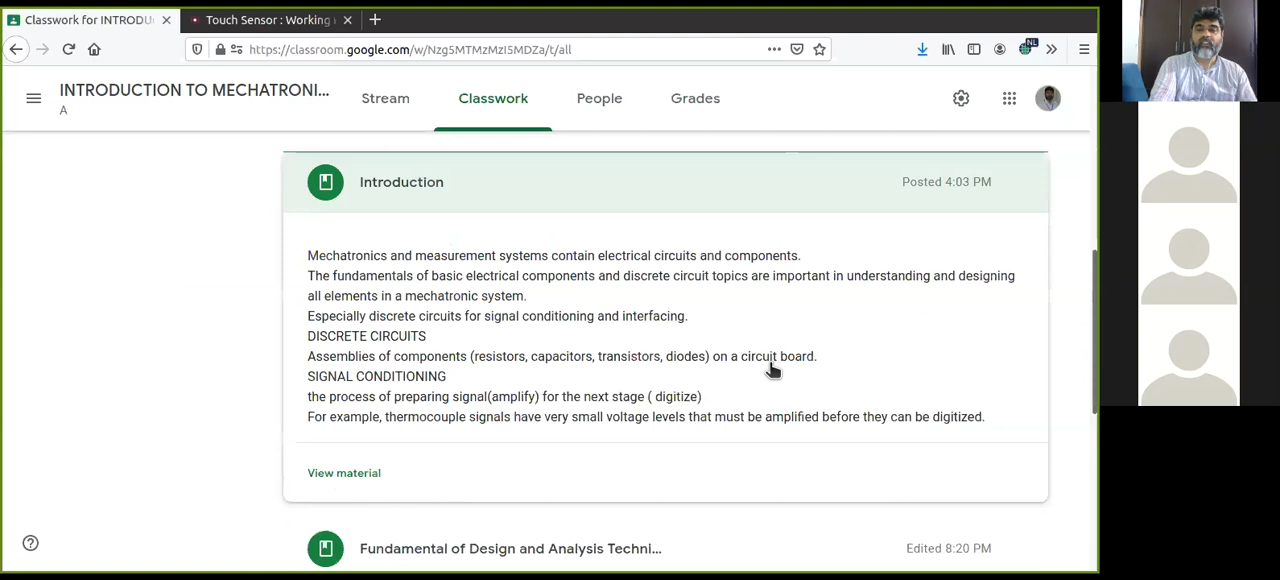 Classwork for INTRODU
Touch Sensor : Working
https://classroom.google.com/w/Nzg5MTMzMzI5MDZa/t/all
NL
INTRODUCTION TO MECHATRONI...
A
Stream
Classwork
People
Grades
Introduction
Posted 4:03 PM
Mechatronics and measurement systems contain electrical circuits and components.
The fundamentals of basic electrical components and discrete circuit topics are important in understanding and designing
all elements in a mechatronic system.
Especially discrete circuits for signal conditioning and interfacing.
DISCRETE CIRCUITS
Assemblies of components (resistors, capacitors, transistors, diodes) on a circuit board.
SIGNAL CONDITIONING
the process of preparing signal(amplify) for the next stage ( digitize)
For example, thermocouple signals have very small voltage levels that must be amplified before they can be digitized.
View material
Fundamental of Design and Analysis Techni...
Edited 8:20 PM